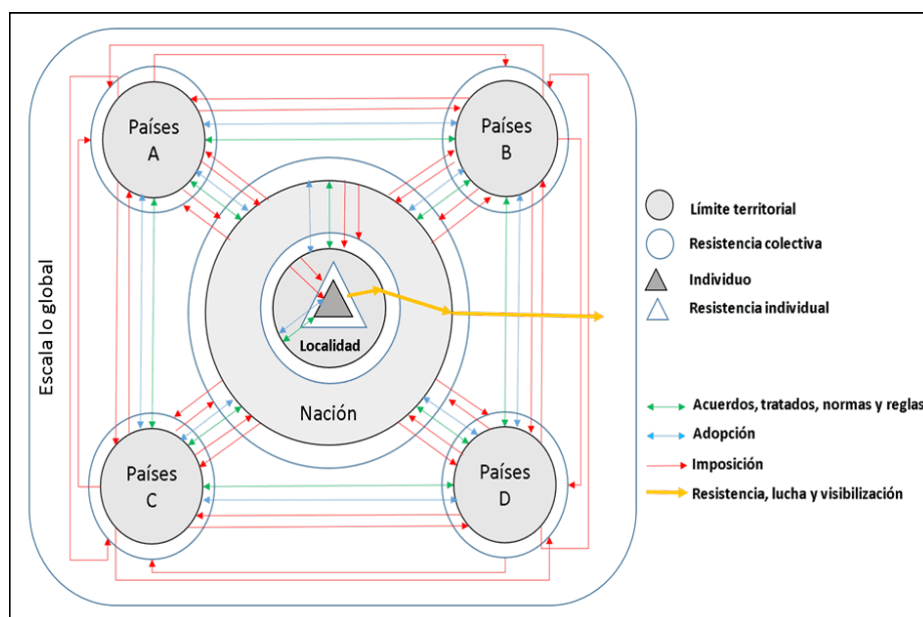 Escala lo global
Países
A
Países
B
Localidad
Nación
Países
C
Países
D
Límite territorial
Resistencia colectiva
Individuo
Resistencia individual
Acuerdos, tratados, normas y reglas
Adopción
Imposición
Resistencia, lucha y visibilización